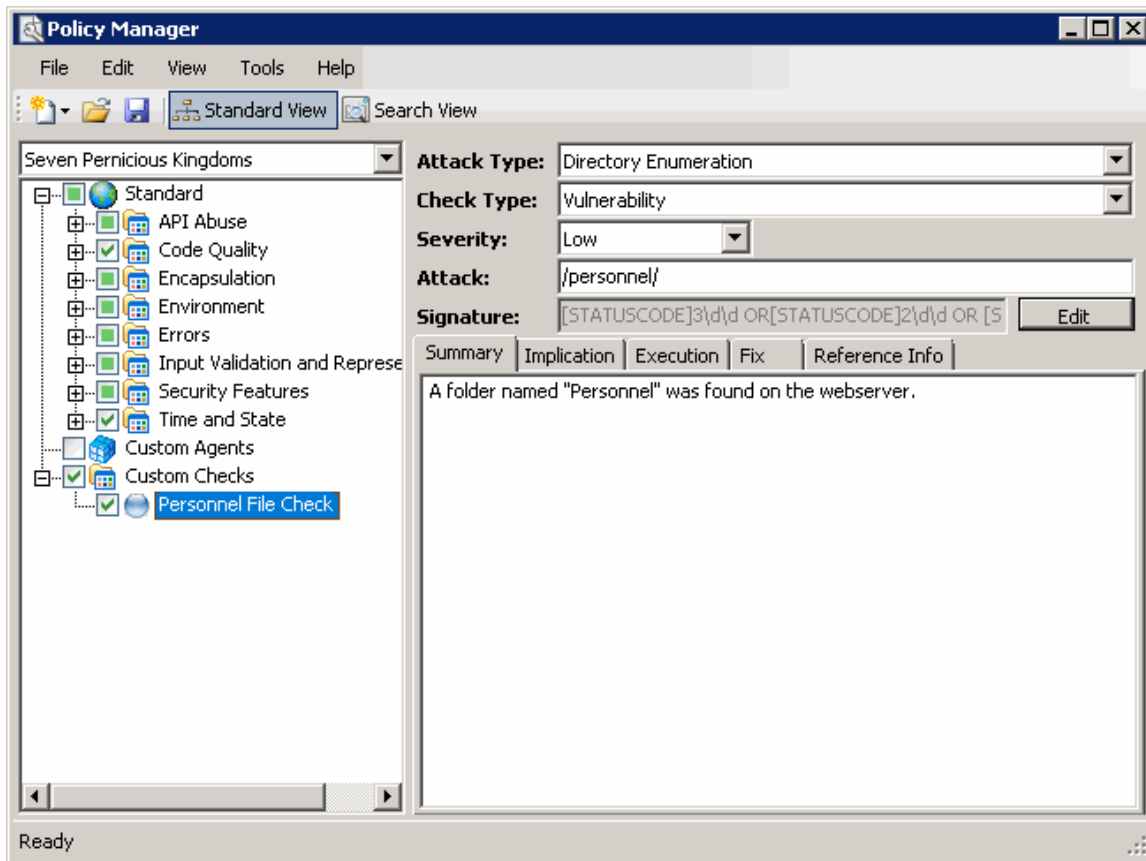 Policy Manager
File Edit View Tools Help
Standard View Search View
Seven Pernicious Kingdoms
Standard
API Abuse
Code Quality
Encapsulation
Environment
Errors
Input Validation and Represe
Security Features
Time and State
Custom Agents
Custom Checks
Personnel File Check
Attack Type: Directory Enumeration
Check Type: Vulnerability
Severity: Low
Attack: /personnel/
Signature: [STATUSCODE]3\d\d OR[STATUSCODE]2\d\d OR [S Edit
Summary Implication Execution Fix Reference Info
A folder named "Personnel" was found on the webserver.
Ready